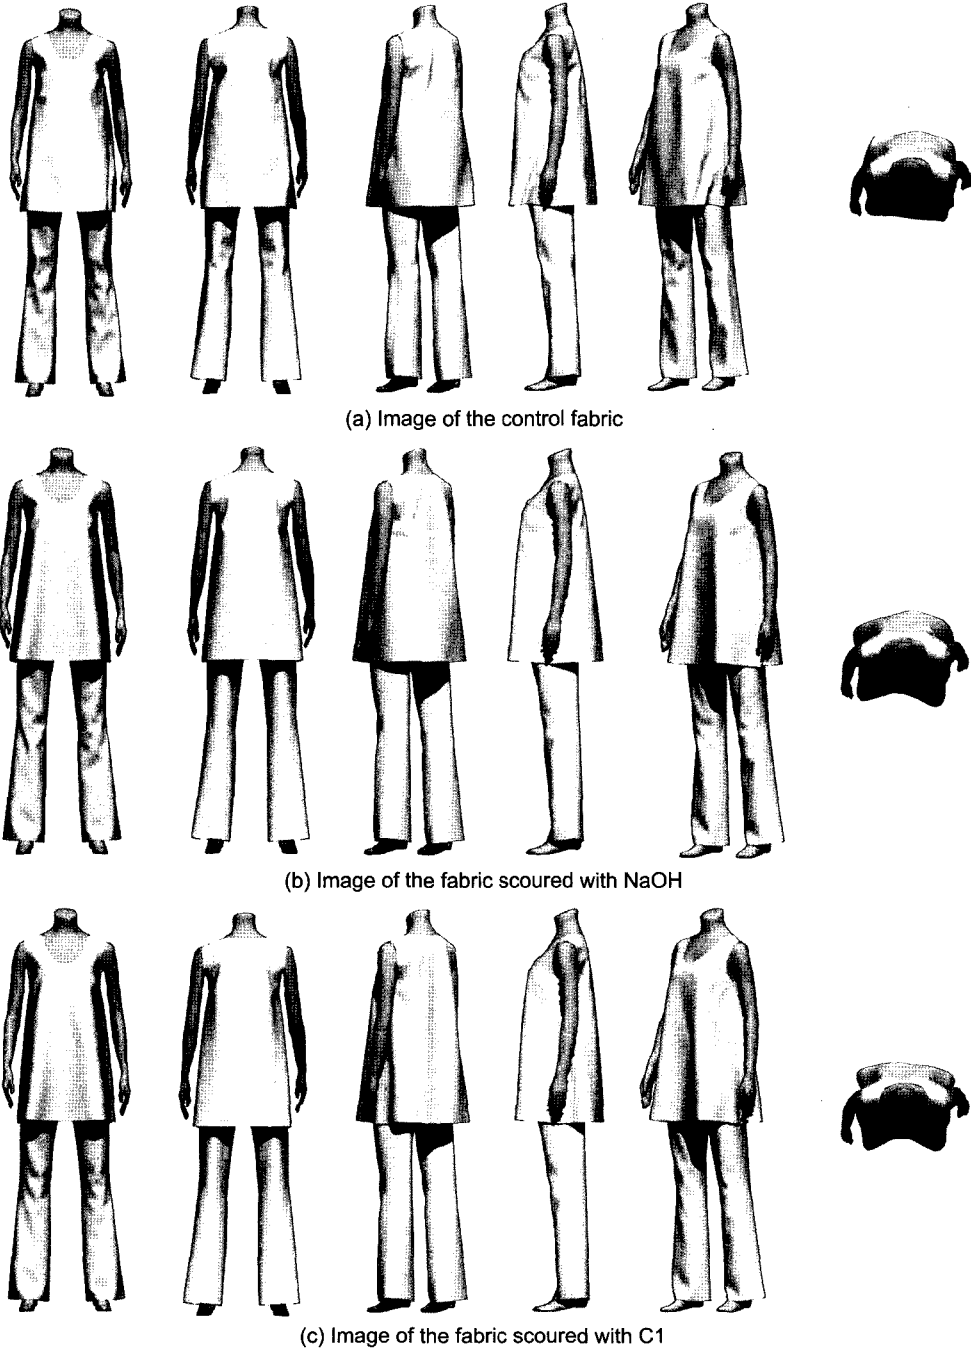 (a) Image of the control fabric
(b) Image of the fabric scoured with NaOH
(c) Image of the fabric scoured with C1